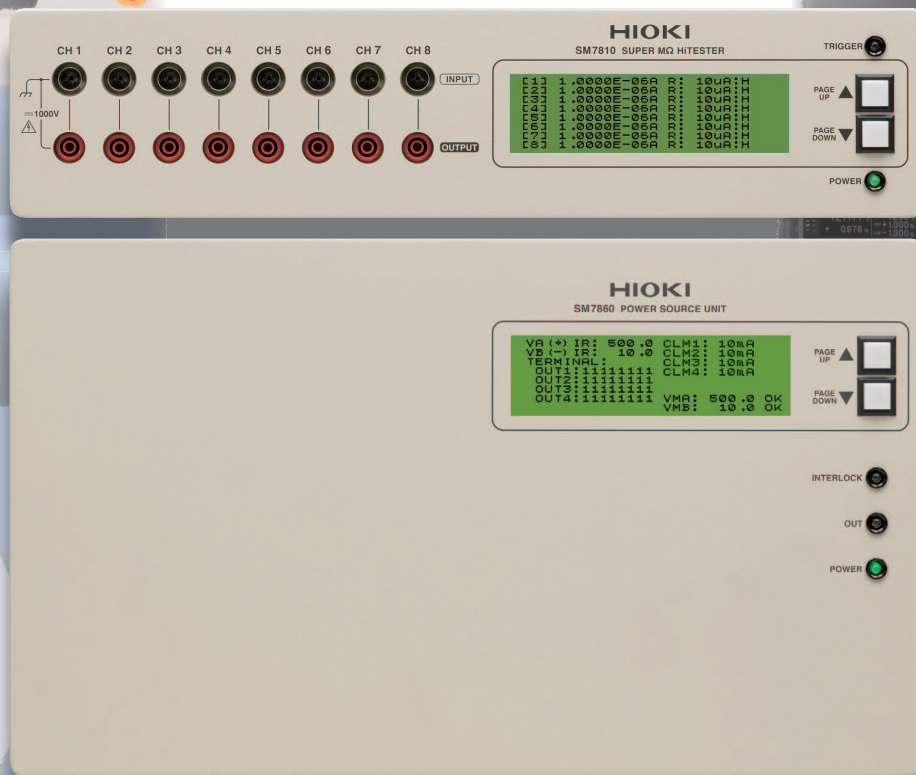 HIOKI
SM7810 SUPER MΩ HiTESTER
CH 1 CH 2 CH 3 CH 4 CH 5 CH 6 CH 7 CH 8
INPUT
⎓1000V
OUTPUT
[1] 1.0000E-06A R: 10uA:H
[2] 1.0000E-06A R: 10uA:H
[3] 1.0000E-06A R: 10uA:H
[4] 1.0000E-06A R: 10uA:H
[5] 1.0000E-06A R: 10uA:H
[6] 1.0000E-06A R: 10uA:H
[7] 1.0000E-06A R: 10uA:H
[8] 1.0000E-06A R: 10uA:H
TRIGGER
PAGE
UP
PAGE
DOWN
POWER
HIOKI
SM7860 POWER SOURCE UNIT
VA(+) IR: 500.0 CLM1: 10mA
VB(-) IR: 10.0 CLM2: 10mA
TERMINAL: CLM3: 10mA
OUT1:11111111 CLM4: 10mA
OUT2:11111111
OUT3:11111111
OUT4:11111111 VMA: 500.0 OK
VMB: 10.0 OK
PAGE
UP
PAGE
DOWN
INTERLOCK
OUT
POWER